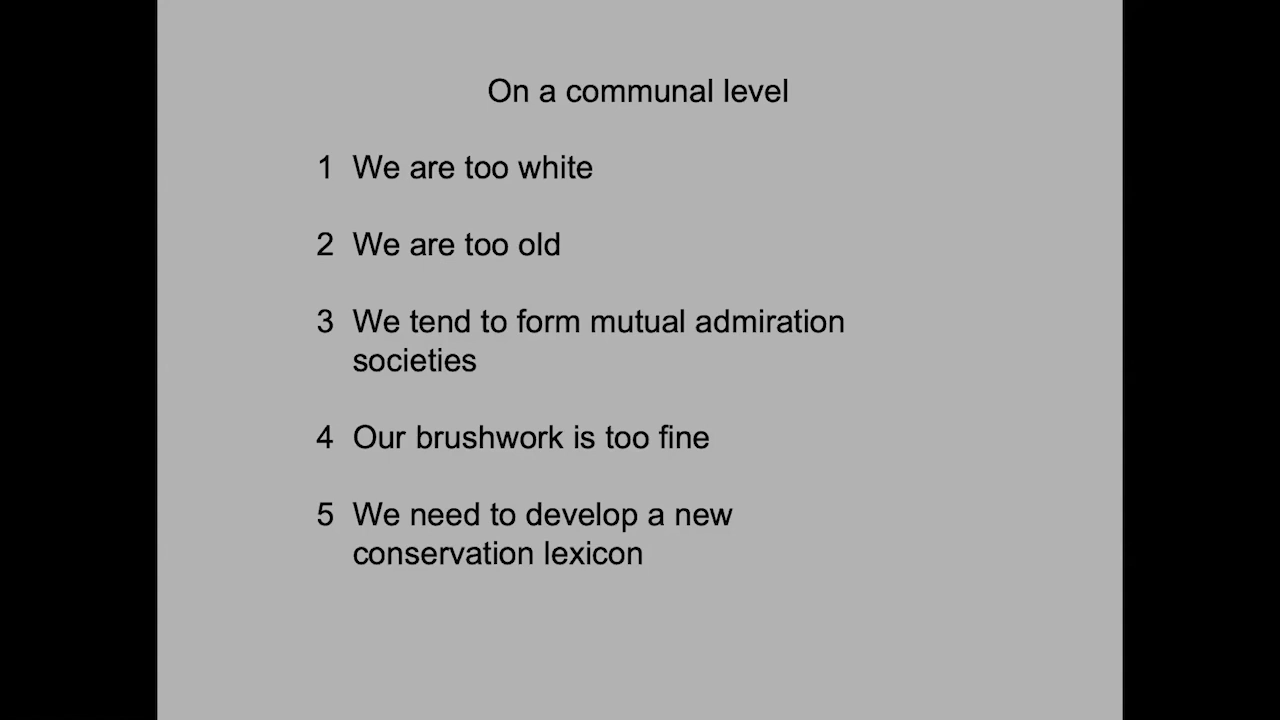 On a communal level
1 We are too white
2 We are too old
3 We tend to form mutual admiration
societies
4 Our brushwork is too fine
5 We need to develop a new
conservation lexicon